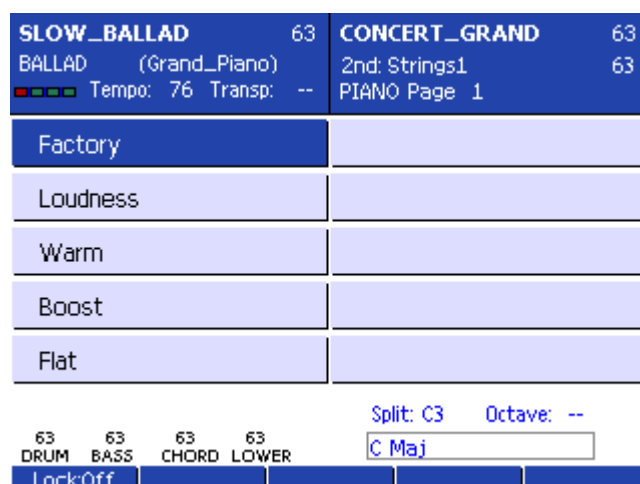 SLOW_BALLAD 63 CONCERT_GRAND 63
BALLAD (Grand_Piano) 2nd: Strings1 63
Tempo: 76 Transp: -- PIANO Page 1
Factory
Loudness
Warm
Boost
Flat
Split: C3 Octave: --
63 63 63 63
DRUM BASS CHORD LOWER
C Maj
Lock:Off